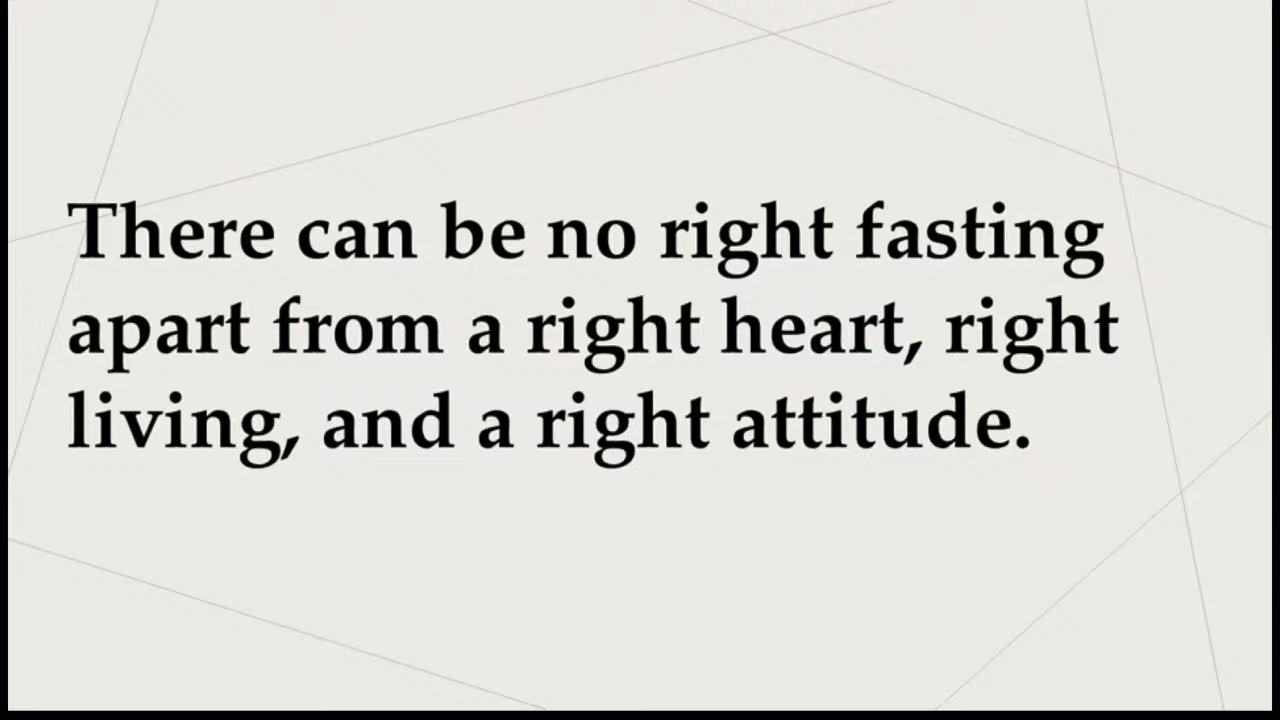 There can be no right fasting
apart from a right heart, right
living, and a right attitude.